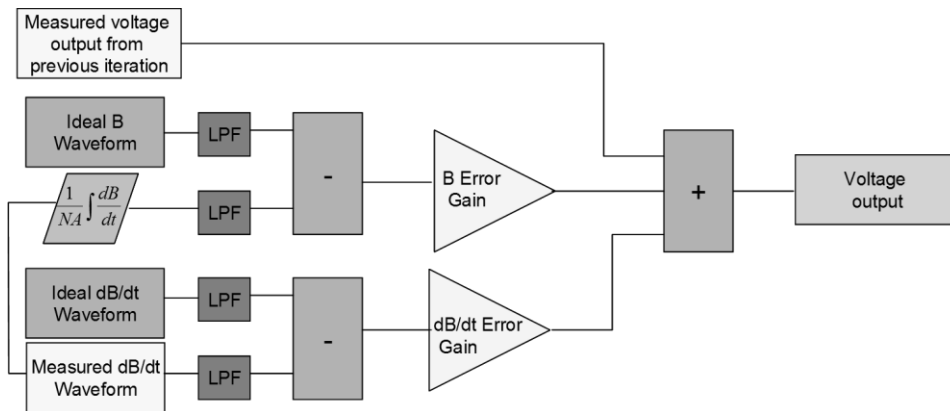 Measured voltage
output from
previous iteration
Ideal B
Waveform
LPF
-
B Error
Gain
+
Voltage
output
1/NA ∫ dB/dt
LPF
Ideal dB/dt
Waveform
LPF
-
dB/dt Error
Gain
Measured dB/dt
Waveform
LPF